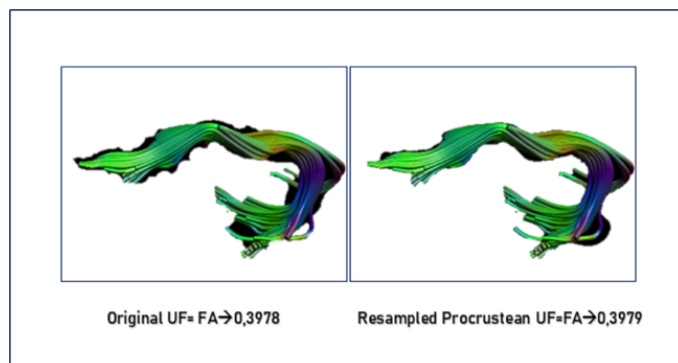 Original UF= FA→0,3978
Resampled Procrustean UF=FA→0,3979